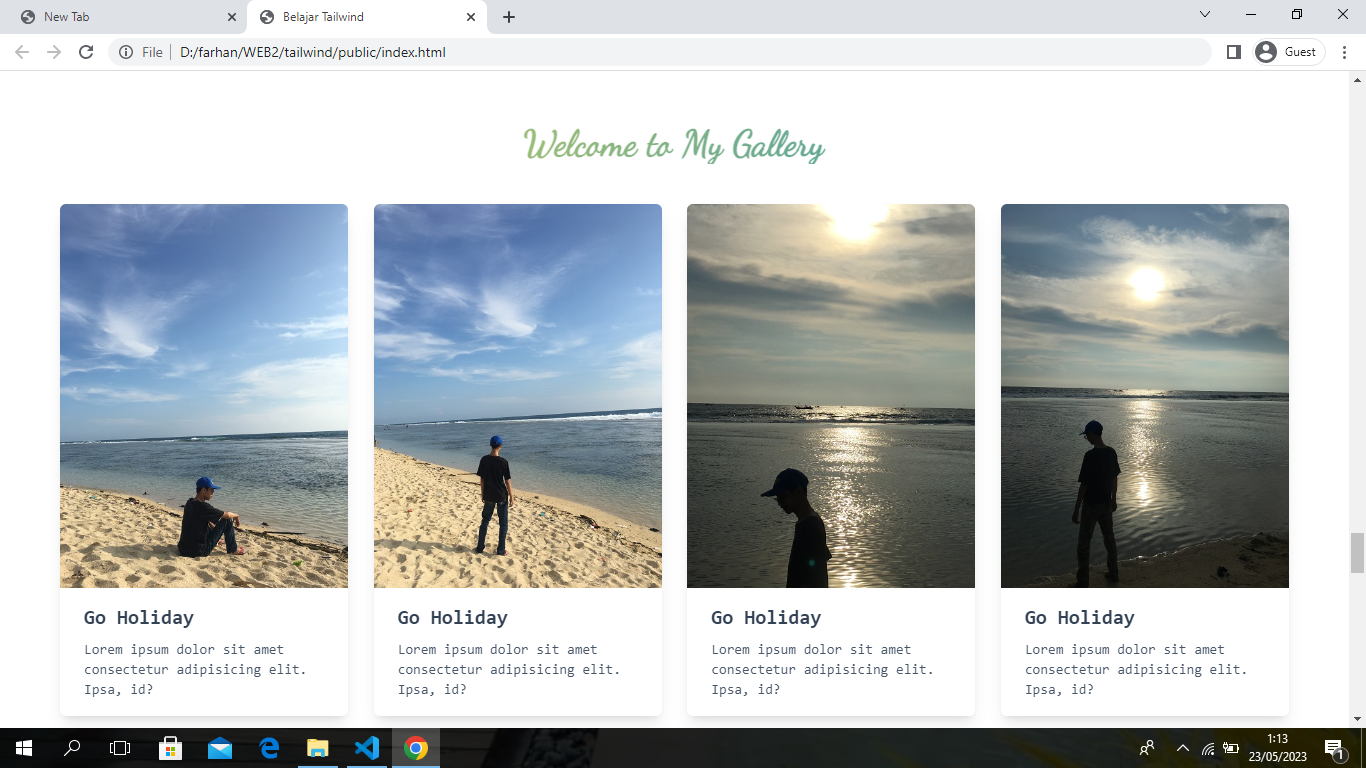 New Tab
Belajar Tailwind
File
D:/farhan/WEB2/tailwind/public/index.html
Guest
Welcome to My Gallery
Go Holiday
Lorem ipsum dolor sit amet
consectetur adipisicing elit.
Ipsa, id?
Go Holiday
Lorem ipsum dolor sit amet
consectetur adipisicing elit.
Ipsa, id?
Go Holiday
Lorem ipsum dolor sit amet
consectetur adipisicing elit.
Ipsa, id?
Go Holiday
Lorem ipsum dolor sit amet
consectetur adipisicing elit.
Ipsa, id?
1:13
23/05/2023
1